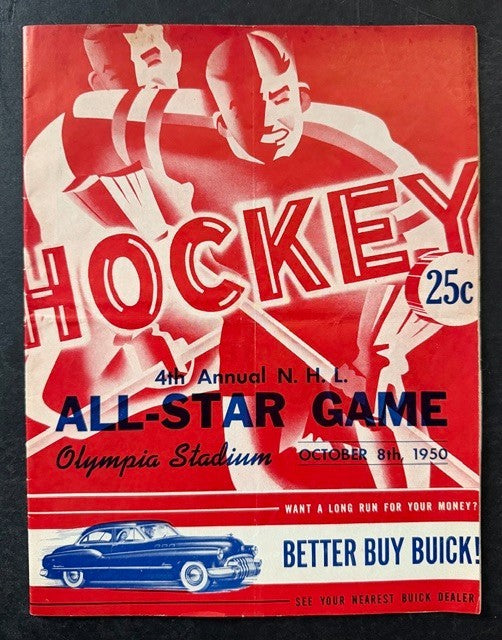 HOCKEY
25c
4th Annual N. H. L.
ALL-STAR GAME
Olympia Stadium
OCTOBER 8th, 1950
WANT A LONG RUN FOR YOUR MONEY?
BETTER BUY BUICK!
SEE YOUR NEAREST BUICK DEALER